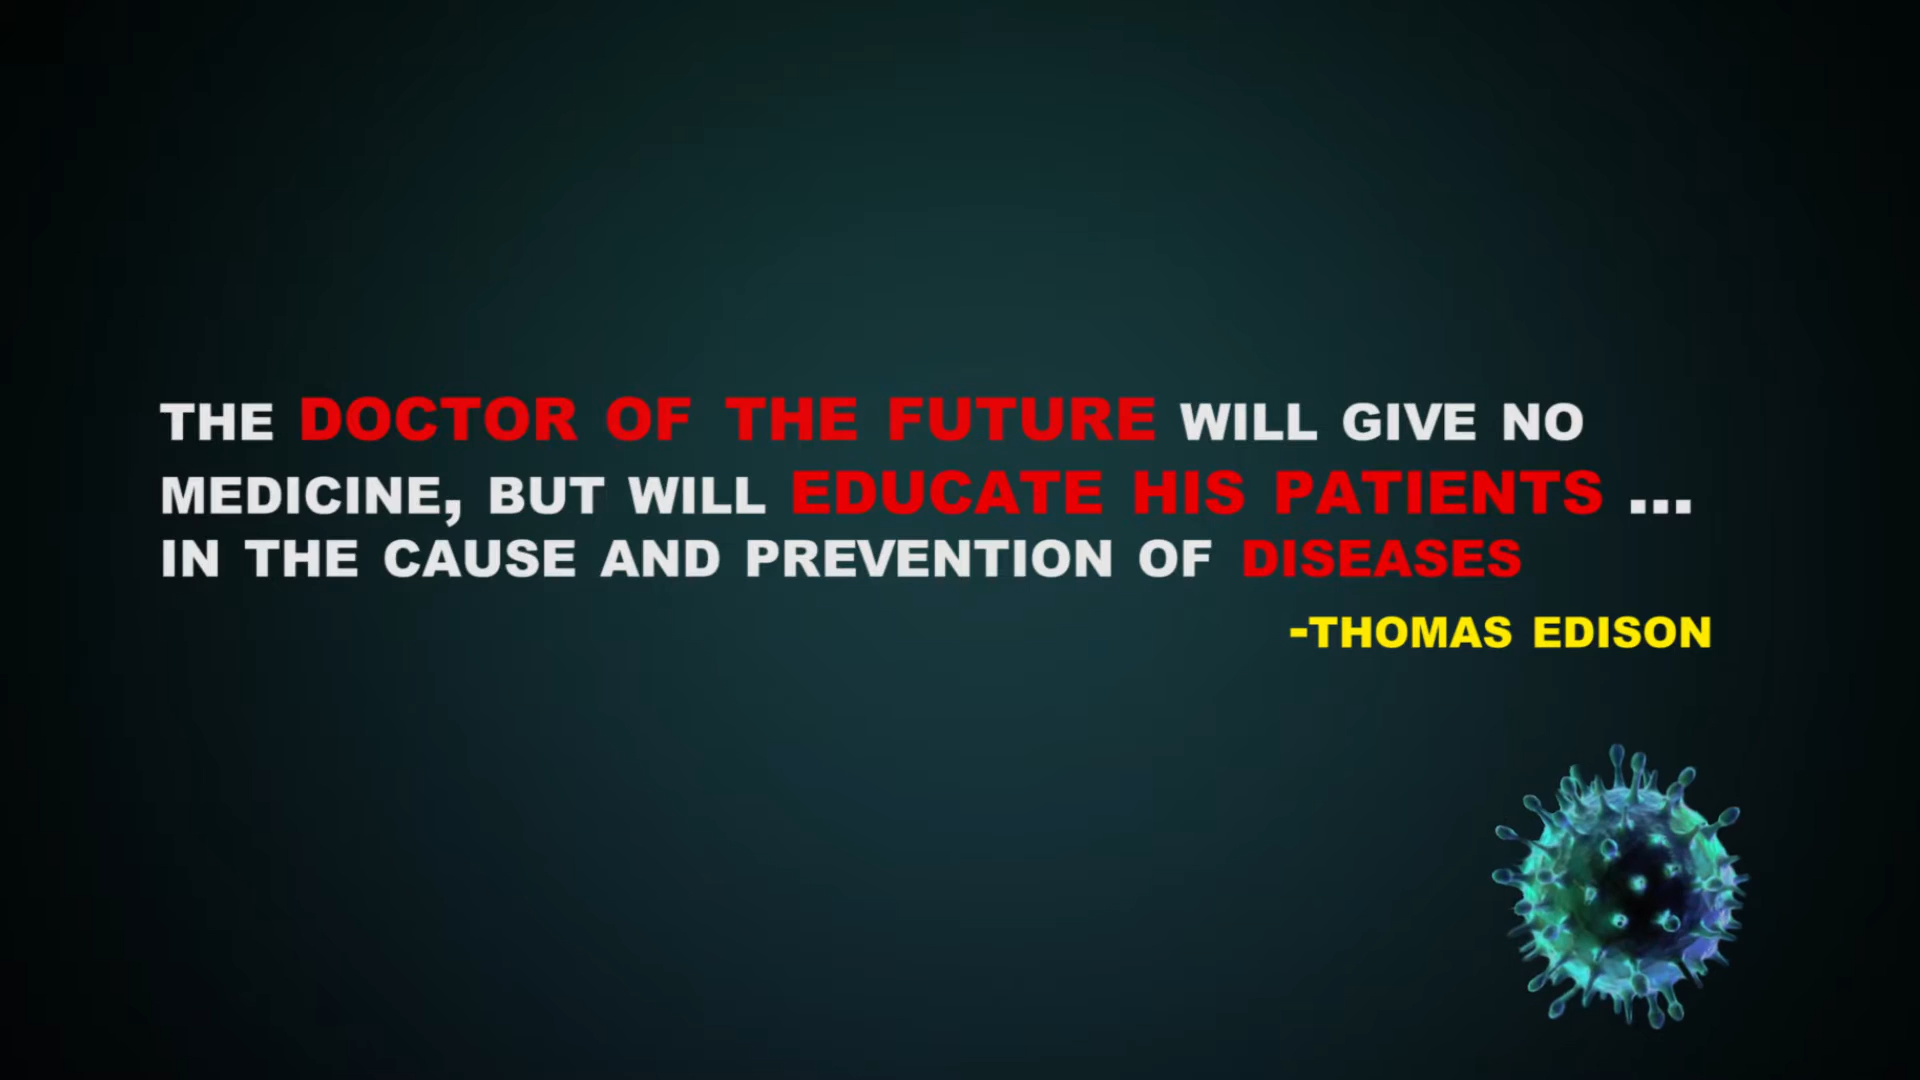 THE DOCTOR OF THE FUTURE WILL GIVE NO
MEDICINE, BUT WILL EDUCATE HIS PATIENTS ...
IN THE CAUSE AND PREVENTION OF DISEASES
-THOMAS EDISON